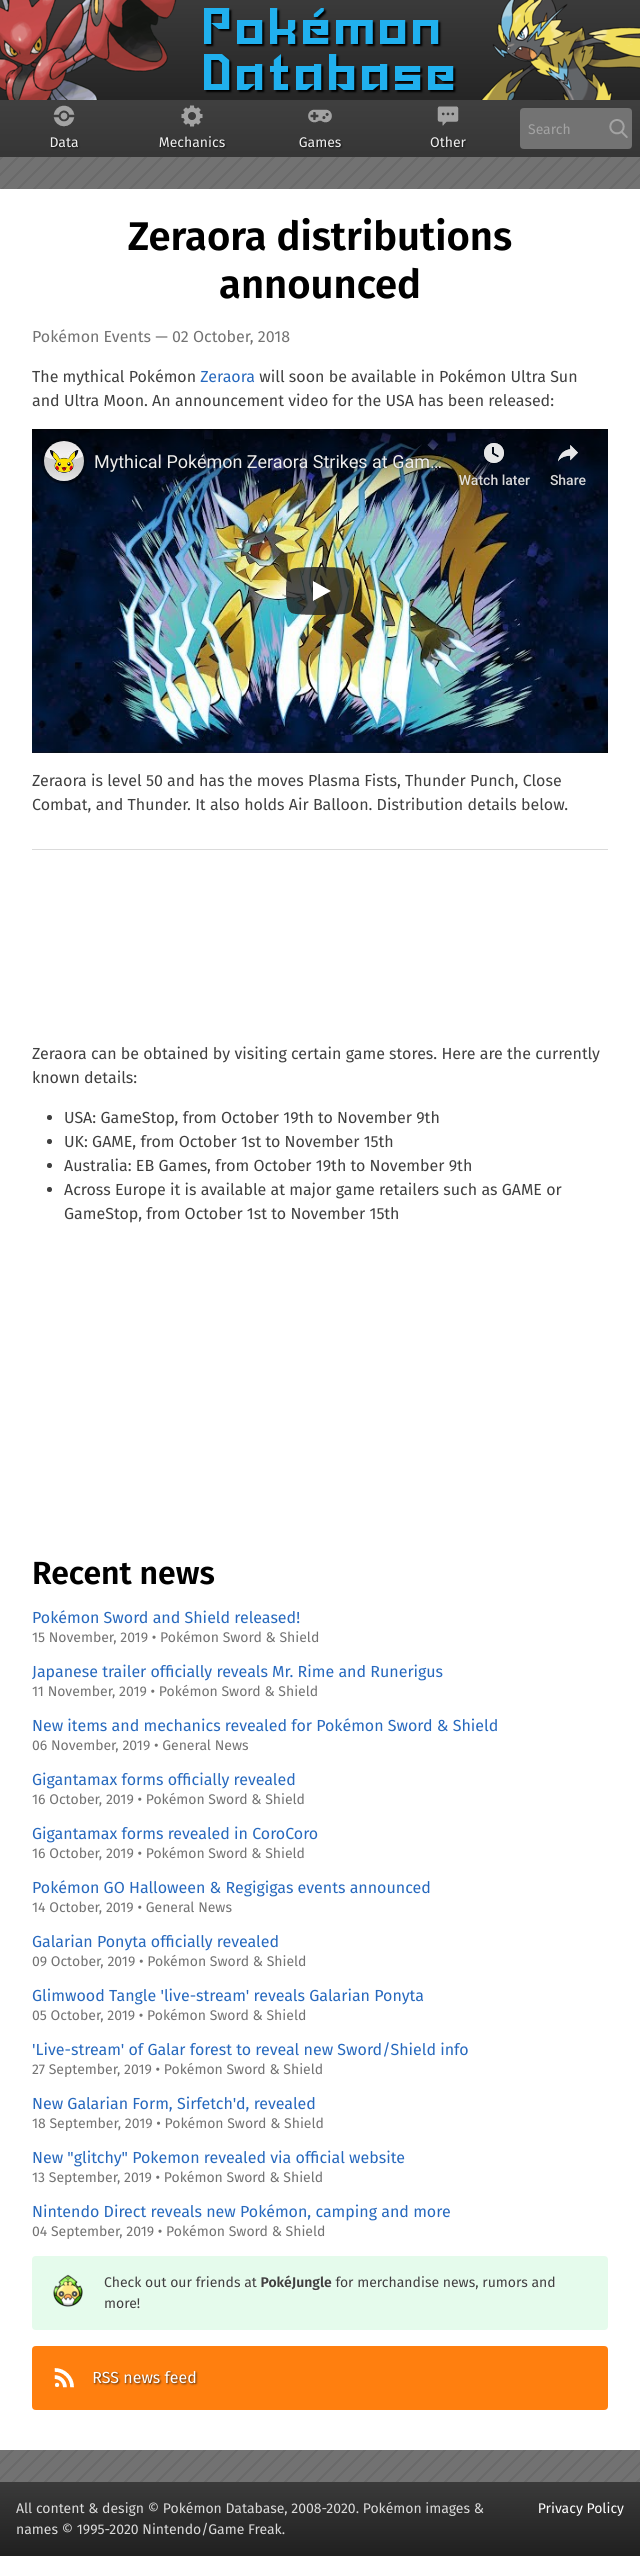 Pokémon
Database
Data
Mechanics
Games
Other
Search
Zeraora distributions
announced
Pokémon Events — 02 October, 2018
The mythical Pokémon Zeraora will soon be available in Pokémon Ultra Sun
and Ultra Moon. An announcement video for the USA has been released:
Mythical Pokémon Zeraora Strikes at Gam...
Watch later
Share
Zeraora is level 50 and has the moves Plasma Fists, Thunder Punch, Close
Combat, and Thunder. It also holds Air Balloon. Distribution details below.
Zeraora can be obtained by visiting certain game stores. Here are the currently
known details:
• USA: GameStop, from October 19th to November 9th
• UK: GAME, from October 1st to November 15th
• Australia: EB Games, from October 19th to November 9th
• Across Europe it is available at major game retailers such as GAME or
GameStop, from October 1st to November 15th
Recent news
Pokémon Sword and Shield released!
15 November, 2019 • Pokémon Sword & Shield
Japanese trailer officially reveals Mr. Rime and Runerigus
11 November, 2019 • Pokémon Sword & Shield
New items and mechanics revealed for Pokémon Sword & Shield
06 November, 2019 • General News
Gigantamax forms officially revealed
16 October, 2019 • Pokémon Sword & Shield
Gigantamax forms revealed in CoroCoro
16 October, 2019 • Pokémon Sword & Shield
Pokémon GO Halloween & Regigigas events announced
14 October, 2019 • General News
Galarian Ponyta officially revealed
09 October, 2019 • Pokémon Sword & Shield
Glimwood Tangle 'live-stream' reveals Galarian Ponyta
05 October, 2019 • Pokémon Sword & Shield
'Live-stream' of Galar forest to reveal new Sword/Shield info
27 September, 2019 • Pokémon Sword & Shield
New Galarian Form, Sirfetch'd, revealed
18 September, 2019 • Pokémon Sword & Shield
New "glitchy" Pokemon revealed via official website
13 September, 2019 • Pokémon Sword & Shield
Nintendo Direct reveals new Pokémon, camping and more
04 September, 2019 • Pokémon Sword & Shield
Check out our friends at PokéJungle for merchandise news, rumors and
more!
RSS news feed
All content & design © Pokémon Database, 2008-2020. Pokémon images &
names © 1995-2020 Nintendo/Game Freak.
Privacy Policy